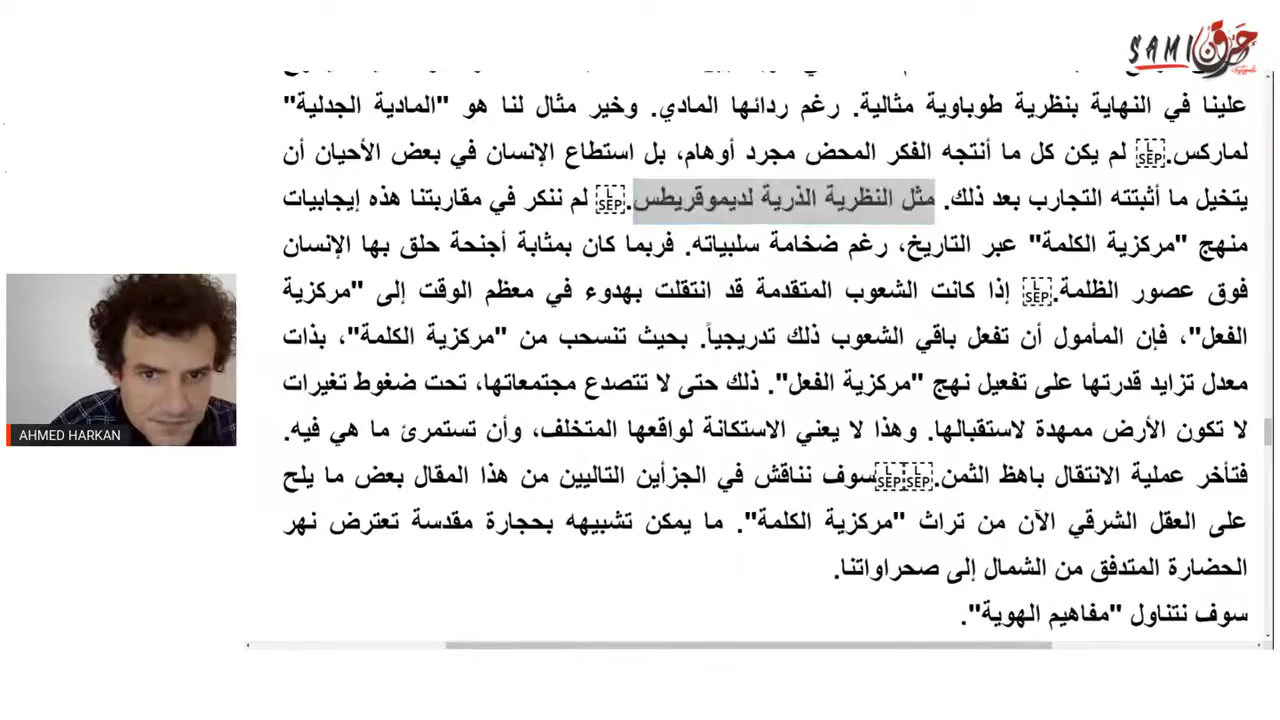 SAMI حرقان
علينا في النهاية بنظرية طوباوية مثالية. رغم ردائها المادي. وخير مثال لنا هو "المادية الجدلية"
لماركس. LSEP لم يكن كل ما أنتجه الفكر المحض مجرد أوهام، بل استطاع الإنسان في بعض الأحيان أن
يتخيل ما أثبتته التجارب بعد ذلك. مثل النظرية الذرية لديموقريطس. LSEP لم ننكر في مقاربتنا هذه إيجابيات
منهج "مركزية الكلمة" عبر التاريخ، رغم ضخامة سلبياته. فربما كان بمثابة أجنحة حلق بها الإنسان
فوق عصور الظلمة. LSEP إذا كانت الشعوب المتقدمة قد انتقلت بهدوء في معظم الوقت إلى "مركزية
الفعل"، فإن المأمول أن تفعل باقي الشعوب ذلك تدريجياً. بحيث تنسحب من "مركزية الكلمة"، بذات
معدل تزايد قدرتها على تفعيل نهج "مركزية الفعل". ذلك حتى لا تتصدع مجتمعاتها، تحت ضغوط تغيرات
لا تكون الأرض ممهدة لاستقبالها. وهذا لا يعني الاستكانة لواقعها المتخلف، وأن تستمرئ ما هي فيه.
فتأخر عملية الانتقال باهظ الثمن. LSEP LSEP سوف نناقش في الجزأين التاليين من هذا المقال بعض ما يلح
على العقل الشرقي الآن من تراث "مركزية الكلمة". ما يمكن تشبيهه بحجارة مقدسة تعترض نهر
الحضارة المتدفق من الشمال إلى صحراواتنا.
سوف نتناول "مفاهيم الهوية".
AHMED HARKAN